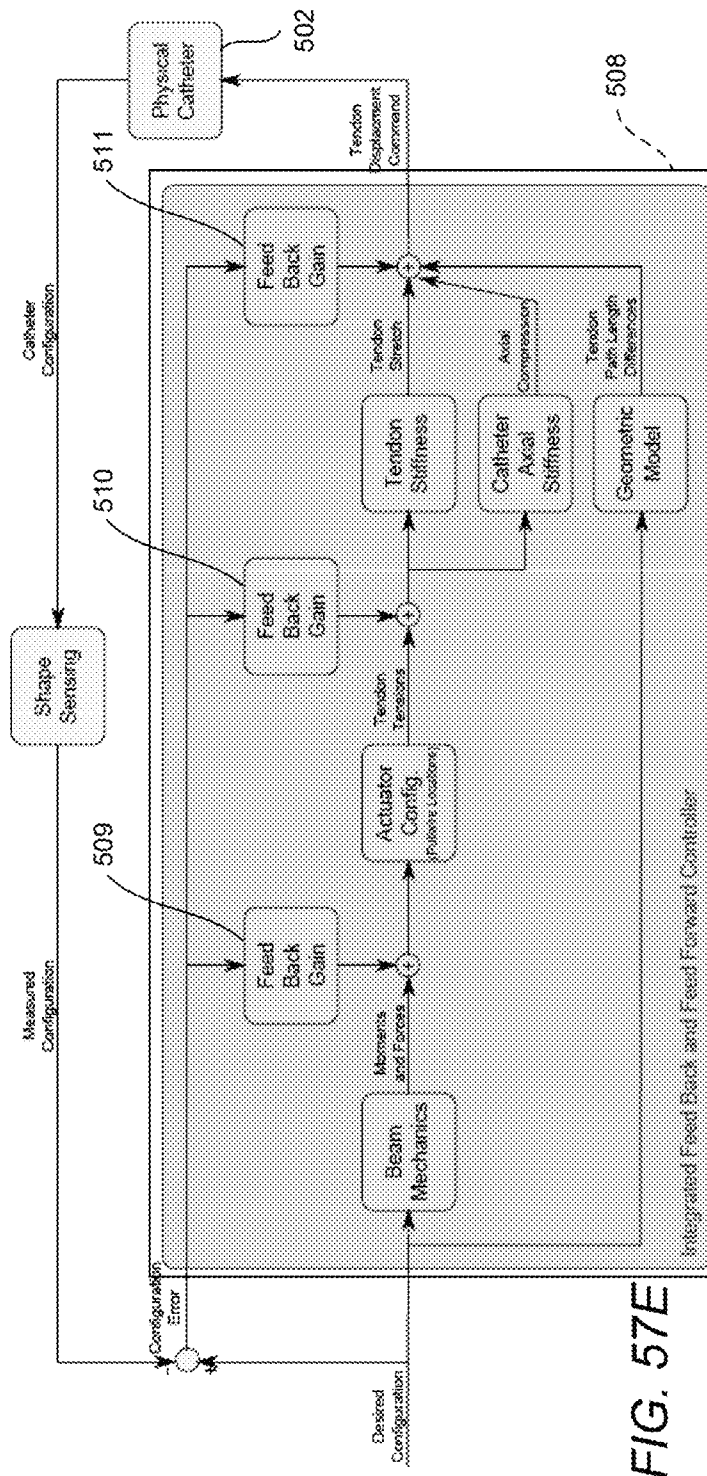 Physical
Catheter
502
Shape
Sensing
Catheter
Configuration
Measured
Configuration
Configuration
Error
-
+
Desired
Configuration
509
510
511
508
Feed
Back
Gain
Feed
Back
Gain
Feed
Back
Gain
Beam
Mechanics
Moments
and Forces
+
Actuator
Config
(Pullwire Locations)
Tendon
Tensions
+
Tendon
Stiffness
Tendon
Stretch
+
Tendon
Displacement
Command
Catheter
Axial
Stiffness
Axial
Compression
Geometric
Model
Tendon
Path Length
Differences
Integrated Feed Back and Feed Forward Controller
FIG. 57E